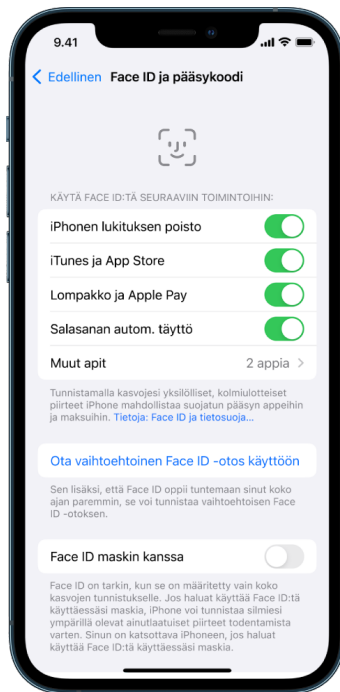 9.41
Edellinen Face ID ja pääsykoodi
KÄYTÄ FACE ID:TÄ SEURAAVIIN TOIMINTOIHIN:
iPhonen lukituksen poisto
iTunes ja App Store
Lompakko ja Apple Pay
Salasanan autom. täyttö
Muut apit 2 appia
Tunnistamalla kasvojesi yksilölliset, kolmiulotteiset
piirteet iPhone mahdollistaa suojatun pääsyn appeihin
ja maksuihin. Tietoja: Face ID ja tietosuoja...
Ota vaihtoehtoinen Face ID -otos käyttöön
Sen lisäksi, että Face ID oppii tuntemaan sinut koko
ajan paremmin, se voi tunnistaa vaihtoehtoisen Face
ID -otoksen.
Face ID maskin kanssa
Face ID on tarkin, kun se on määritetty vain koko
kasvojen tunnistukselle. Jos haluat käyttää Face ID:tä
käyttäessäsi maskia, iPhone voi tunnistaa silmiesi
ympärillä olevat ainutlaatuiset piirteet todentamista
varten. Sinun on katsottava iPhoneen, jos haluat
käyttää Face ID:tä käyttäessäsi maskia.